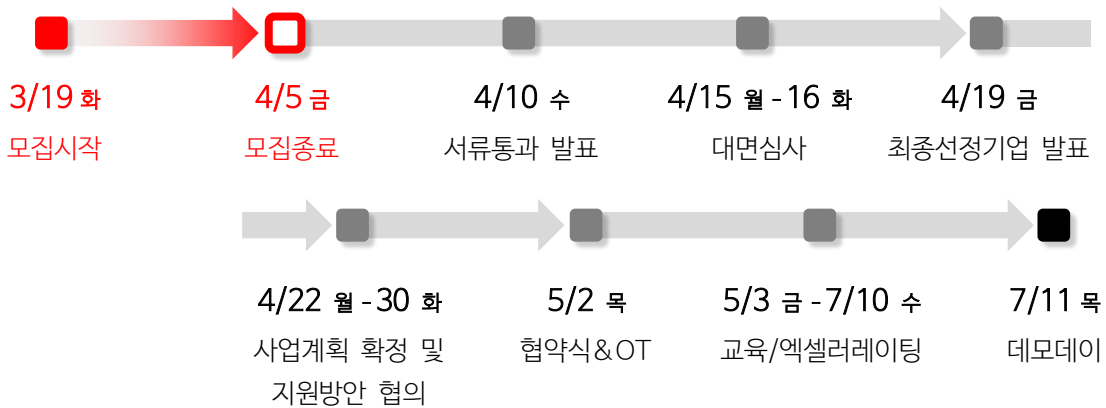 3/19 화 4/5 금 4/10 수 4/15 월 - 16 화 4/19 금
모집시작 모집종료 서류통과 발표 대면심사 최종선정기업 발표
4/22 월 - 30 화 5/2 목 5/3 금 - 7/10 수 7/11 목
사업계획 확정 및 협약식&OT 교육/엑셀러레이팅 데모데이
지원방안 협의